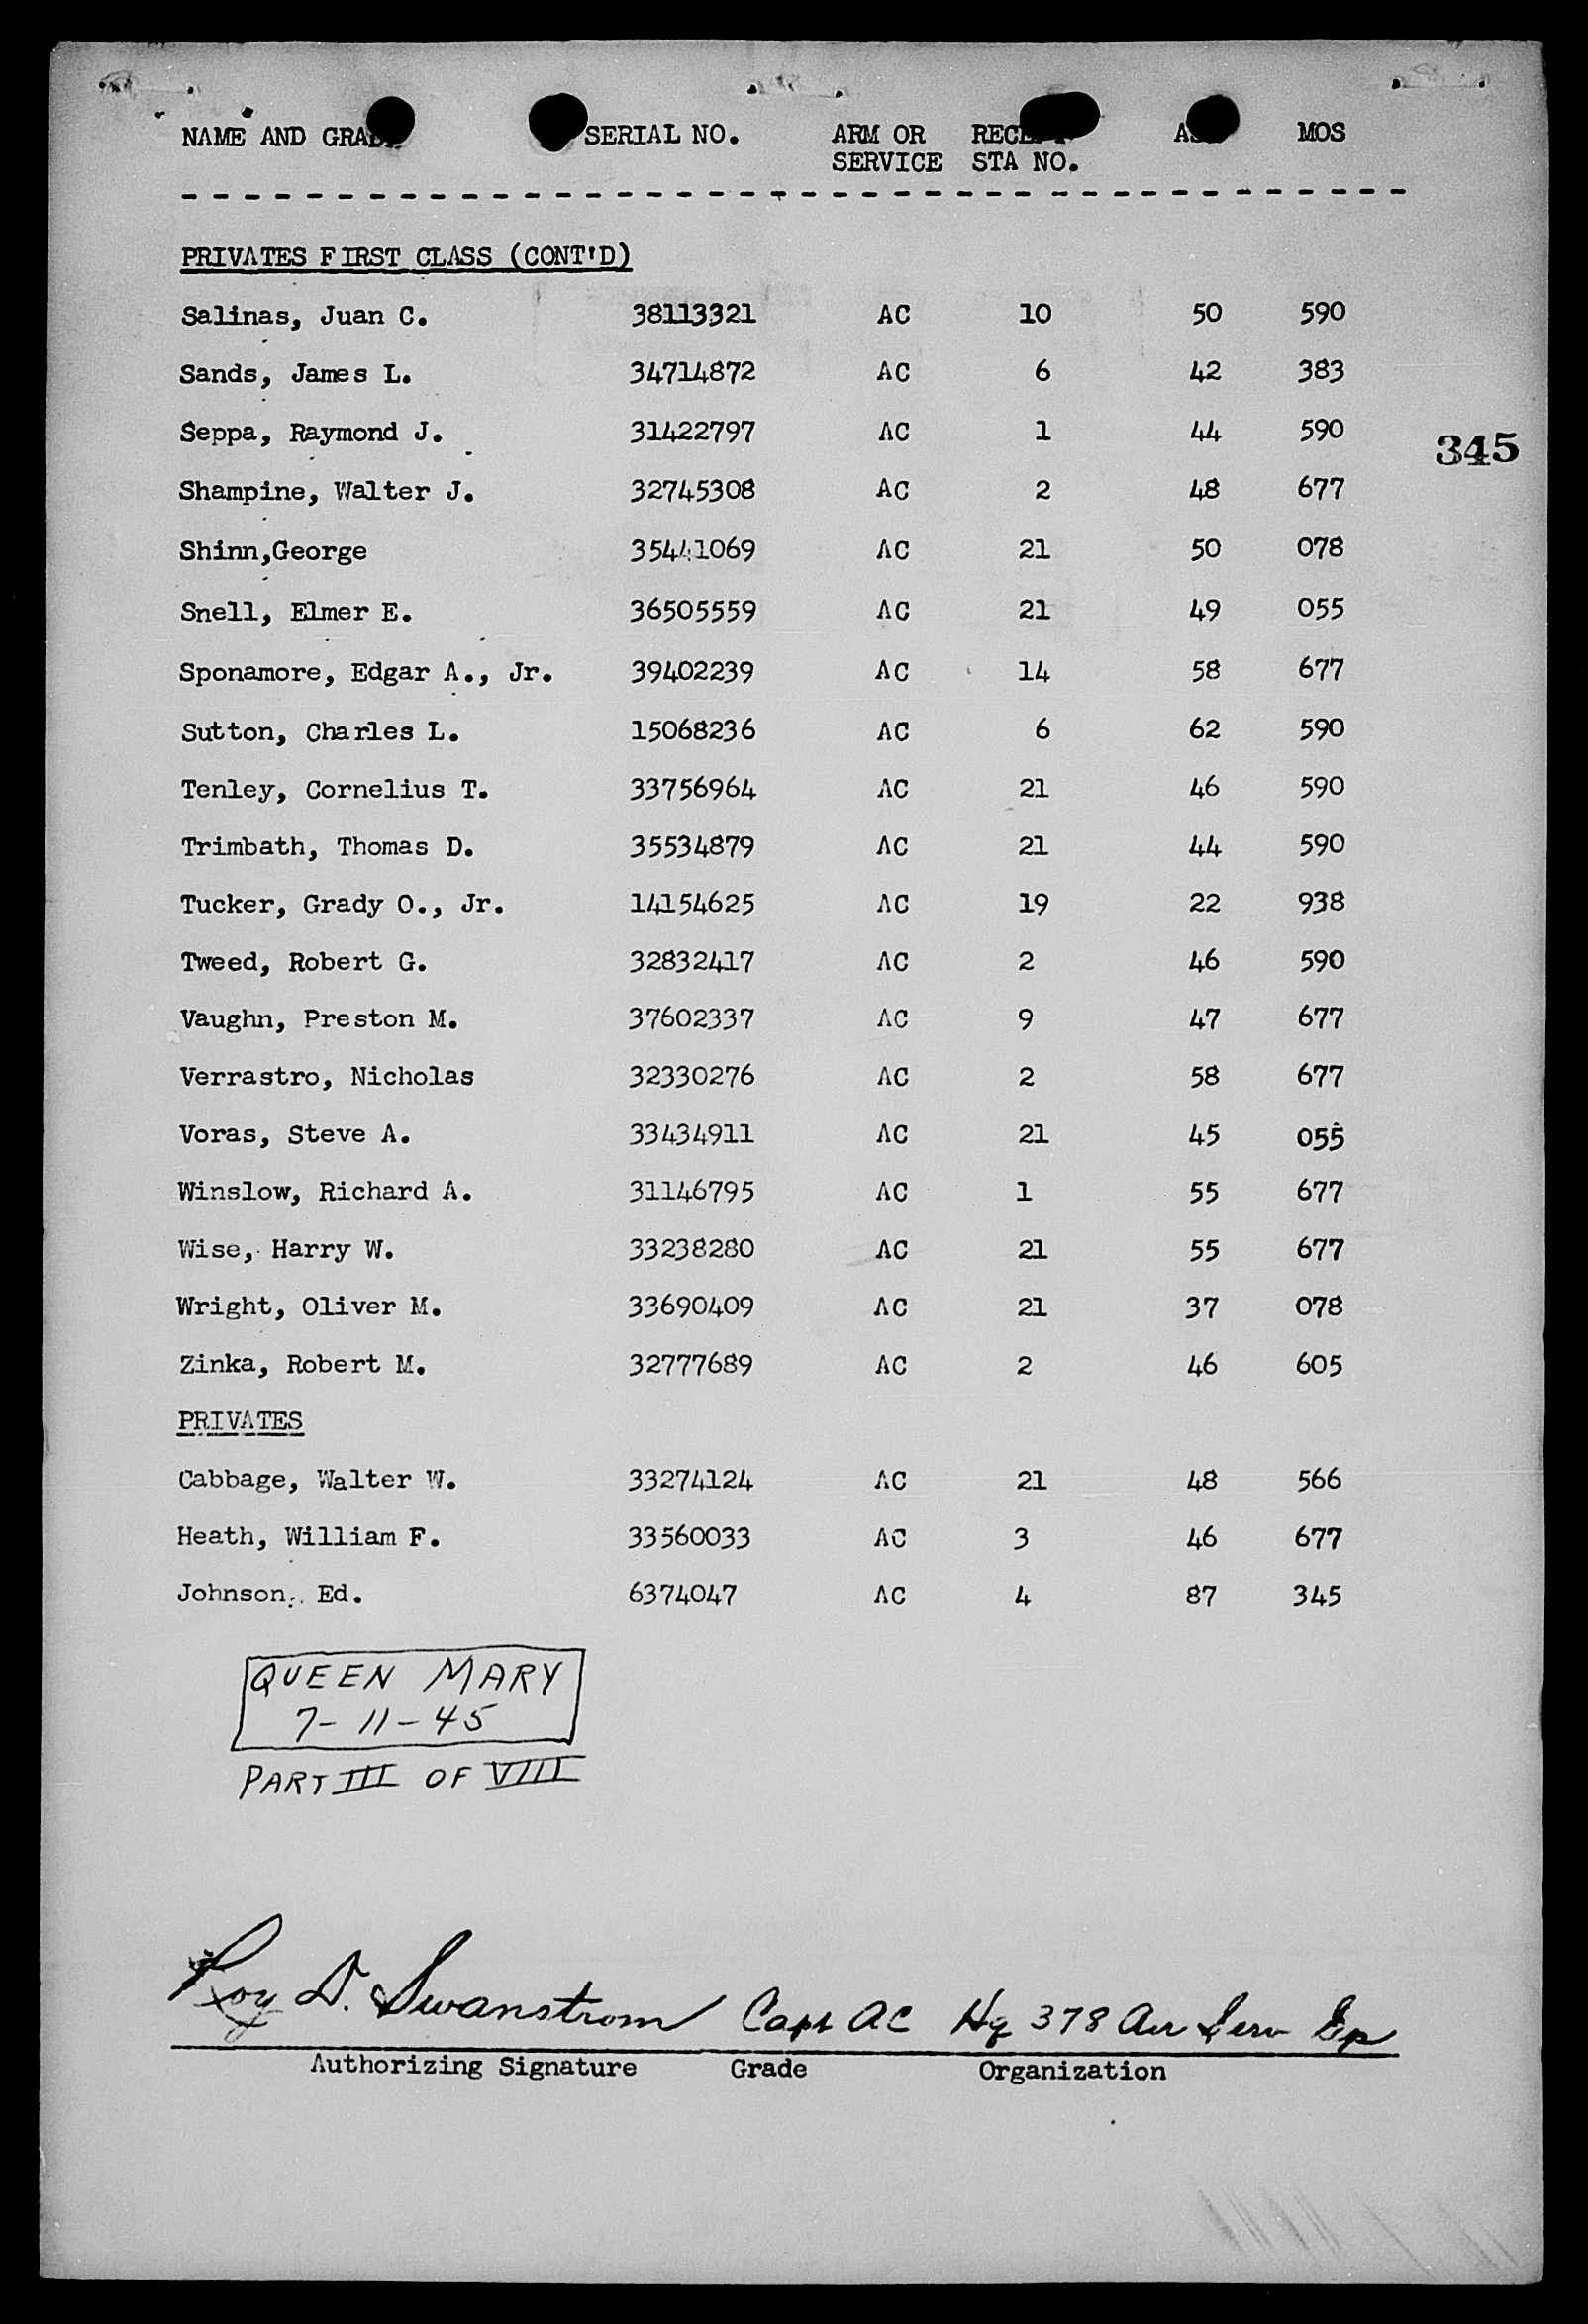 NAME AND GRADE SERIAL NO. ARM OR RECEPT ASR MOS
SERVICE STA NO.
PRIVATES FIRST CLASS (CONT'D)
Salinas, Juan C. 38113321 AC 10 50 590
Sands, James L. 34714872 AC 6 42 383
Seppa, Raymond J. 31422797 AC 1 44 590
345
Shampine, Walter J. 32745308 AC 2 48 677
Shinn,George 35441069 AC 21 50 078
Snell, Elmer E. 36505559 AC 21 49 055
Sponamore, Edgar A., Jr. 39402239 AC 14 58 677
Sutton, Charles L. 15068236 AC 6 62 590
Tenley, Cornelius T. 33756964 AC 21 46 590
Trimbath, Thomas D. 35534879 AC 21 44 590
Tucker, Grady O., Jr. 14154625 AC 19 22 938
Tweed, Robert G. 32832417 AC 2 46 590
Vaughn, Preston M. 37602337 AC 9 47 677
Verrastro, Nicholas 32330276 AC 2 58 677
Voras, Steve A. 33434911 AC 21 45 055
Winslow, Richard A. 31146795 AC 1 55 677
Wise, Harry W. 33238280 AC 21 55 677
Wright, Oliver M. 33690409 AC 21 37 078
Zinka, Robert M. 32777689 AC 2 46 605
PRIVATES
Cabbage, Walter W. 33274124 AC 21 48 566
Heath, William F. 33560033 AC 3 46 677
Johnson, Ed. 6374047 AC 4 87 345
QUEEN MARY
7-11-45
PART III OF VIII
Roy D. Swanstrom Capt AC Hq 378 Air Serv Gp
Authorizing Signature Grade Organization